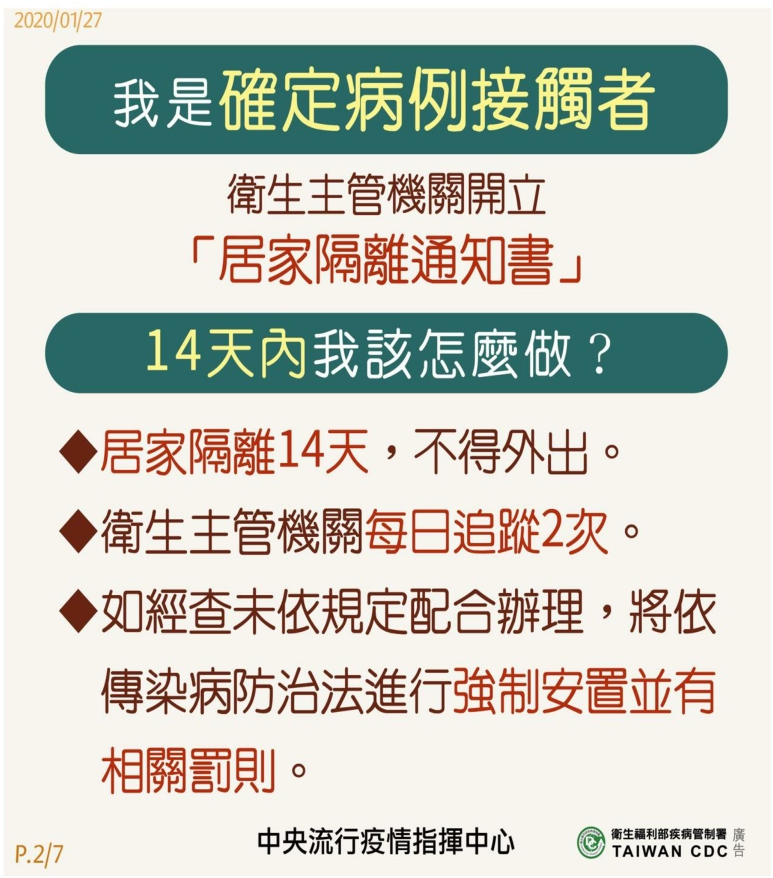 2020/01/27
我是確定病例接觸者
衛生主管機關開立
「居家隔離通知書」
14天內我該怎麼做？
◆居家隔離14天，不得外出。
◆衛生主管機關每日追蹤2次。
◆如經查未依規定配合辦理，將依
傳染病防治法進行強制安置並有
相關罰則。
P.2/7
中央流行疫情指揮中心
衛生福利部疾病管制署
TAIWAN CDC
廣告